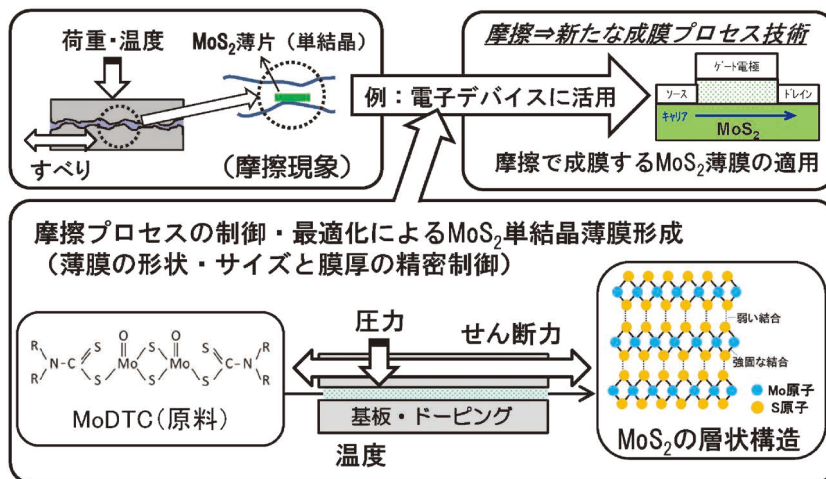 荷重・温度
MoS2薄片（単結晶）
すべり
（摩擦現象）
例：電子デバイスに活用
摩擦⇒新たな成膜プロセス技術
ゲート電極
ソース
ドレイン
キャリア
MoS2
摩擦で成膜するMoS2薄膜の適用
摩擦プロセスの制御・最適化によるMoS2単結晶薄膜形成
（薄膜の形状・サイズと膜厚の精密制御）
R
R
N-C
S
S
O
Mo
S
S
O
Mo
S
S
C-N
R
R
MoDTC（原料）
圧力
せん断力
基板・ドーピング
温度
弱い結合
強固な結合
Mo原子
S原子
MoS2の層状構造